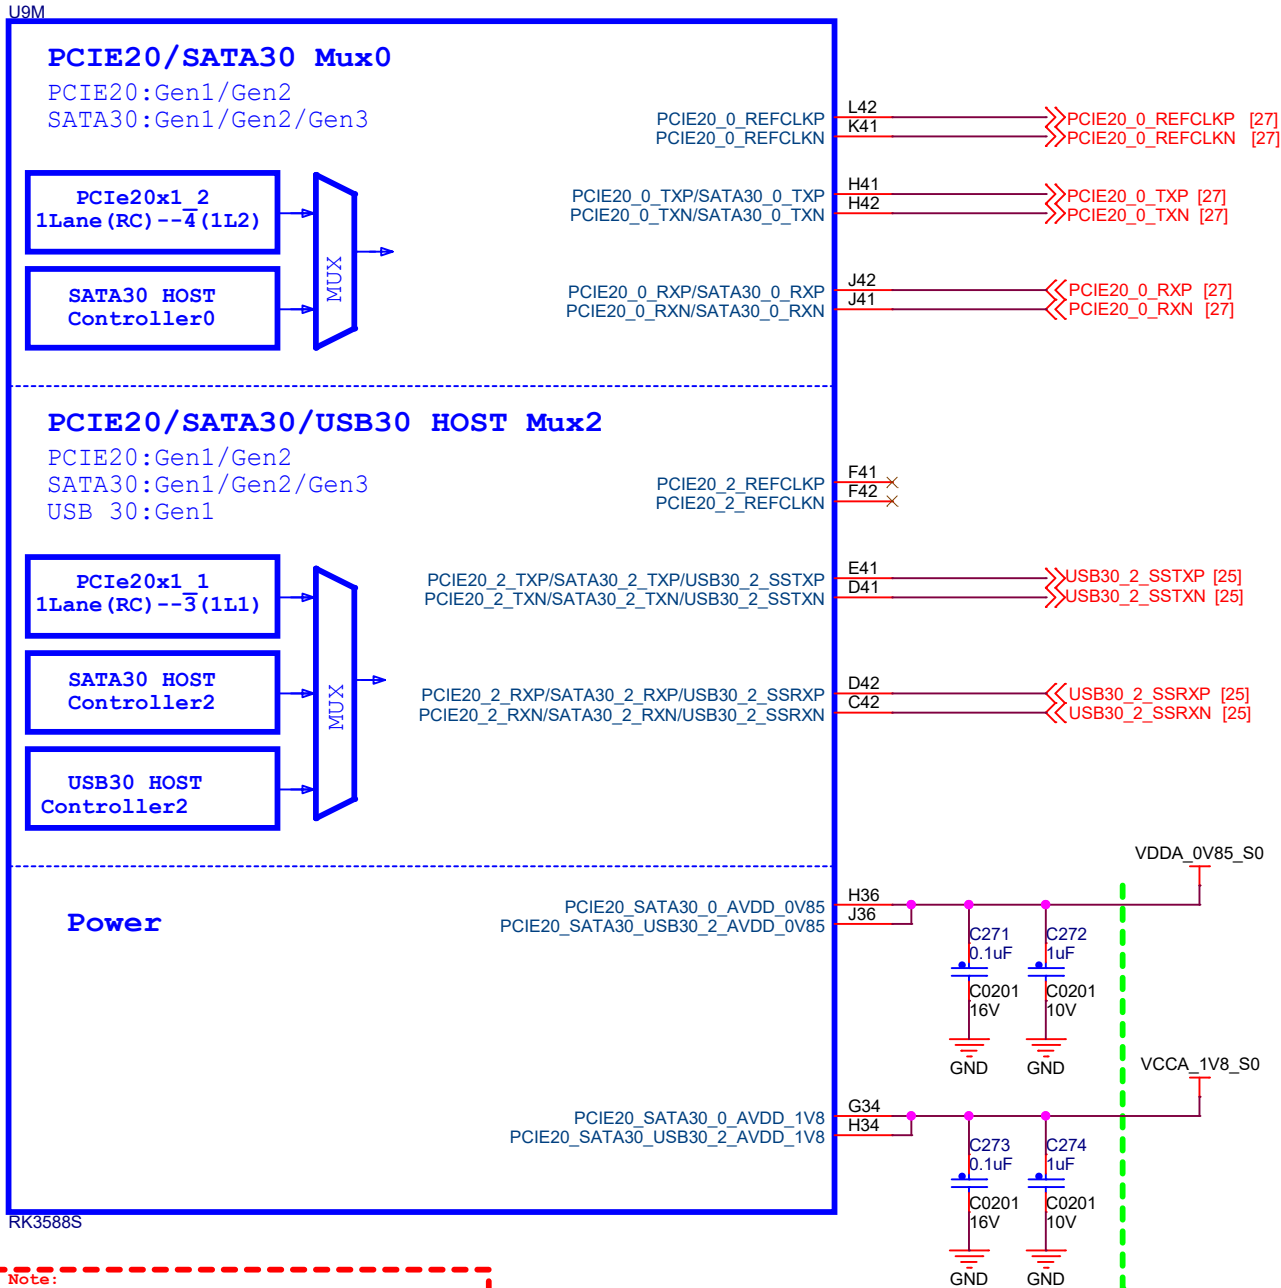 U9M
PCIE20/SATA30 Mux0
PCIE20:Gen1/Gen2
SATA30:Gen1/Gen2/Gen3
PCIe20x1_2
1Lane(RC)--4(1L2)
SATA30 HOST
Controller0
MUX
PCIE20_0_REFCLKP L42 PCIE20_0_REFCLKP [27]
PCIE20_0_REFCLKN K41 PCIE20_0_REFCLKN [27]
PCIE20_0_TXP/SATA30_0_TXP H41 PCIE20_0_TXP [27]
PCIE20_0_TXN/SATA30_0_TXN H42 PCIE20_0_TXN [27]
PCIE20_0_RXP/SATA30_0_RXP J42 PCIE20_0_RXP [27]
PCIE20_0_RXN/SATA30_0_RXN J41 PCIE20_0_RXN [27]
PCIE20/SATA30/USB30 HOST Mux2
PCIE20:Gen1/Gen2
SATA30:Gen1/Gen2/Gen3
USB 30:Gen1
PCIe20x1_1
1Lane(RC)--3(1L1)
SATA30 HOST
Controller2
USB30 HOST
Controller2
MUX
PCIE20_2_REFCLKP F41
PCIE20_2_REFCLKN F42
PCIE20_2_TXP/SATA30_2_TXP/USB30_2_SSTXP E41 USB30_2_SSTXP [25]
PCIE20_2_TXN/SATA30_2_TXN/USB30_2_SSTXN D41 USB30_2_SSTXN [25]
PCIE20_2_RXP/SATA30_2_RXP/USB30_2_SSRXP D42 USB30_2_SSRXP [25]
PCIE20_2_RXN/SATA30_2_RXN/USB30_2_SSRXN C42 USB30_2_SSRXN [25]
Power
VDDA_0V85_S0
PCIE20_SATA30_0_AVDD_0V85 H36
PCIE20_SATA30_USB30_2_AVDD_0V85 J36
C271 C272
0.1uF 1uF
C0201 C0201
16V 10V
GND GND
VCCA_1V8_S0
PCIE20_SATA30_0_AVDD_1V8 G34
PCIE20_SATA30_USB30_2_AVDD_1V8 H34
C273 C274
0.1uF 1uF
C0201 C0201
16V 10V
GND GND
RK3588S
Note: